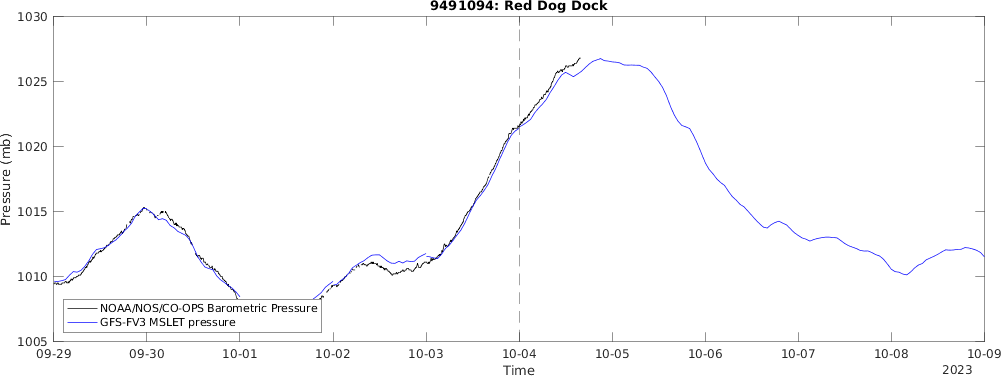 9491094: Red Dog Dock
Pressure (mb)
1030
1025
1020
1015
1010
1005
NOAA/NOS/CO-OPS Barometric Pressure
GFS-FV3 MSLET pressure
09-29 09-30 10-01 10-02 10-03 10-04 10-05 10-06 10-07 10-08 10-09
Time
2023